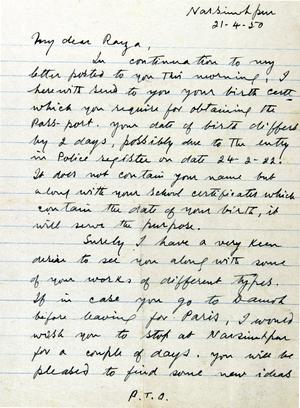 Narsimhpur
21-4-50
My dear Raza,
In continuation to my
letter posted to you this morning, I
herewith send to you your birth certi
which you require for obtaining the
Pass-port. your date of birth differs
by 2 days, possibly due to the entry
in Police register on date 24-2-22.
It does not contain your name but
along with your school certificates which
contain the date of your birth, it
will serve the purpose.
Surely I have a very keen
desire to see you along with some
of your works of different types.
If in case you go to Damoh
before leaving for Paris, I would
wish you to stop at Narsimhpur
for a couple of days. you will be
pleased to find some new ideas
P.T.O.